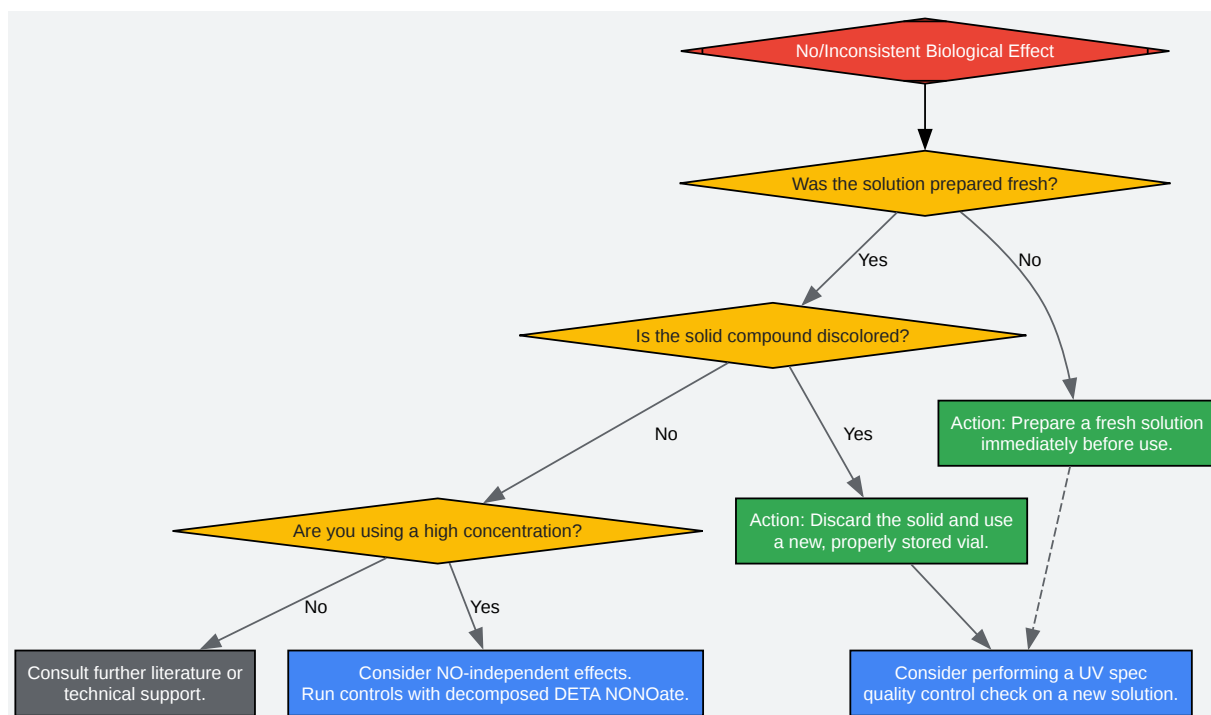 No/Inconsistent Biological Effect
Was the solution prepared fresh?
Yes
No
Is the solid compound discolored?
No
Yes
Action: Prepare a fresh solution
immediately before use.
Are you using a high concentration?
Action: Discard the solid and use
a new, properly stored vial.
No
Yes
Consult further literature or
technical support.
Consider NO-independent effects.
Run controls with decomposed DETA NONOate.
Consider performing a UV spec
quality control check on a new solution.